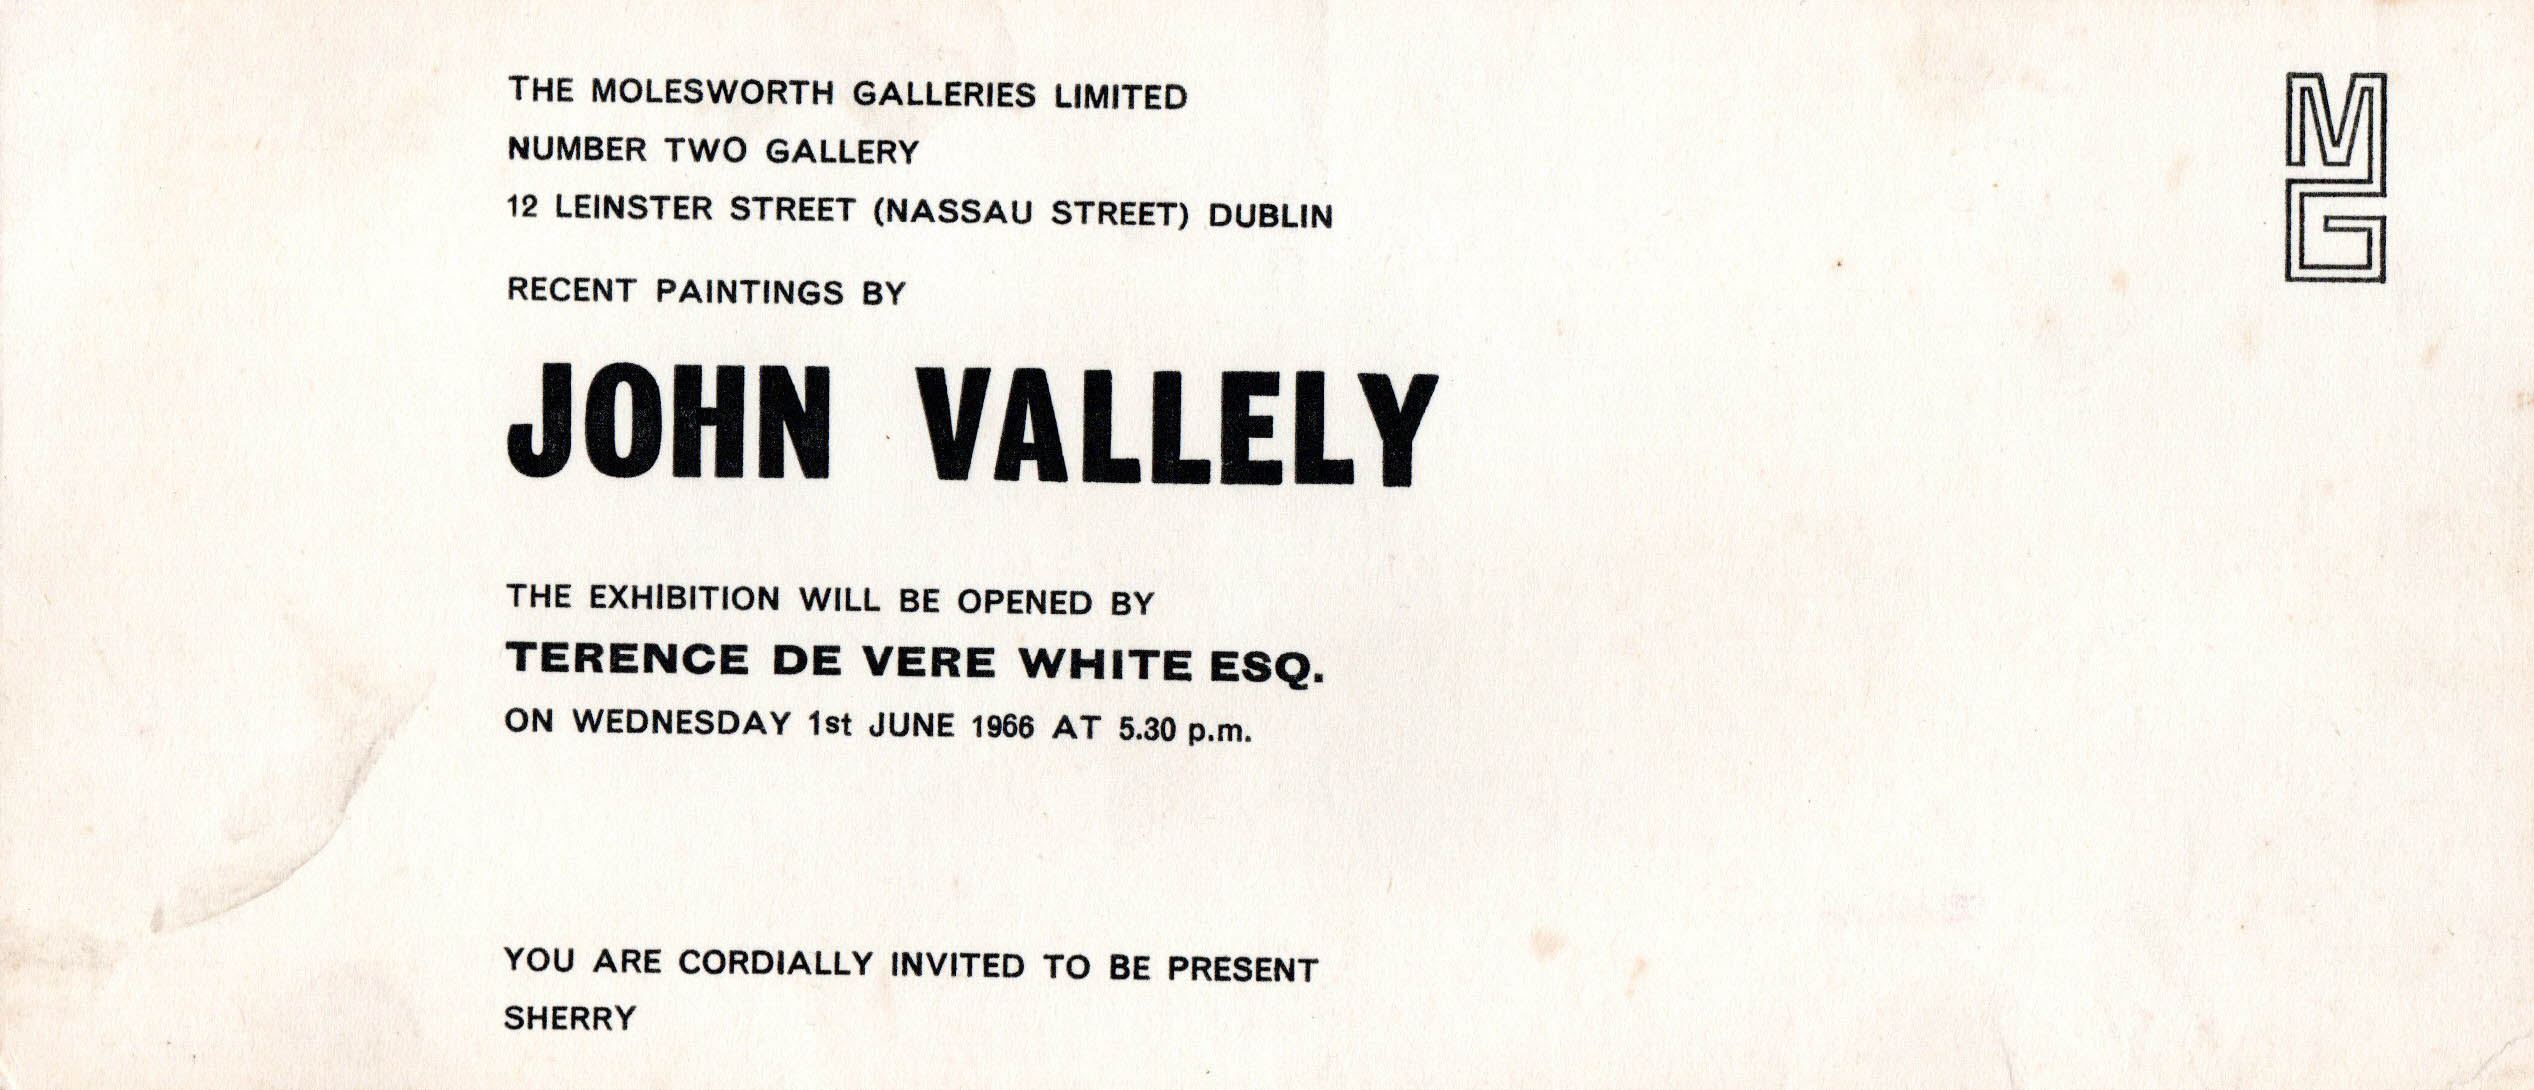 THE MOLESWORTH GALLERIES LIMITED
NUMBER TWO GALLERY
12 LEINSTER STREET (NASSAU STREET) DUBLIN
RECENT PAINTINGS BY
JOHN VALLELY
THE EXHIBITION WILL BE OPENED BY
TERENCE DE VERE WHITE ESQ.
ON WEDNESDAY 1st JUNE 1966 AT 5.30 p.m.
YOU ARE CORDIALLY INVITED TO BE PRESENT
SHERRY
MG